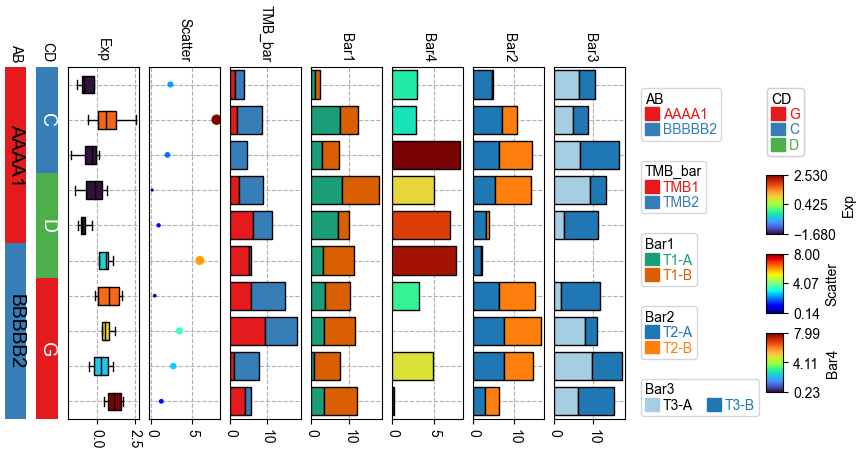 AB
CD
Exp
Scatter
TMB_bar
Bar1
Bar4
Bar2
Bar3
AAAA1
BBBBB2
C
D
G
0.0
2.5
0
5
0
10
0
10
0
5
0
10
0
10
AB
AAAA1
BBBBB2
TMB_bar
TMB1
TMB2
Bar1
T1-A
T1-B
Bar2
T2-A
T2-B
Bar3
T3-A
T3-B
CD
G
C
D
2.530
0.425
−1.680
Exp
8.00
4.07
0.14
Scatter
7.99
4.11
0.23
Bar4